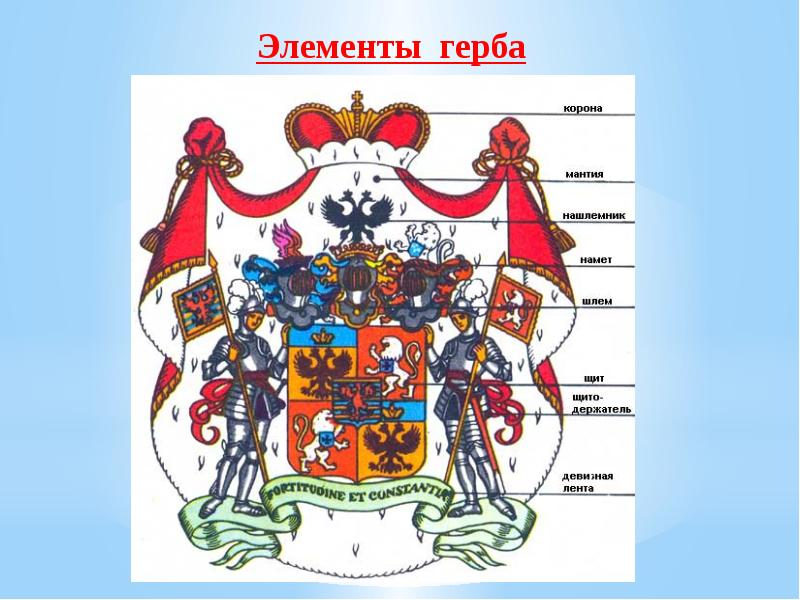 Элементы герба
корона
мантия
нашлемник
намет
шлем
щит
щито-
держатель
девизная
лента
FORTITUDINE ET CONSTANTIA